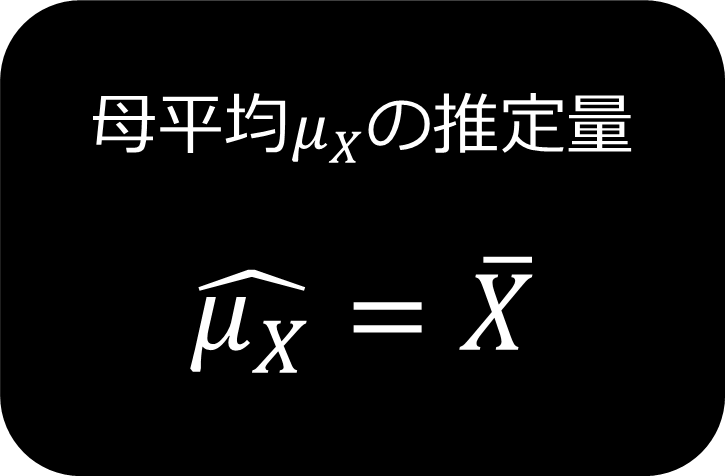 母平均𝜇_Xの推定量
\widehat{𝜇_X} = \bar{X}